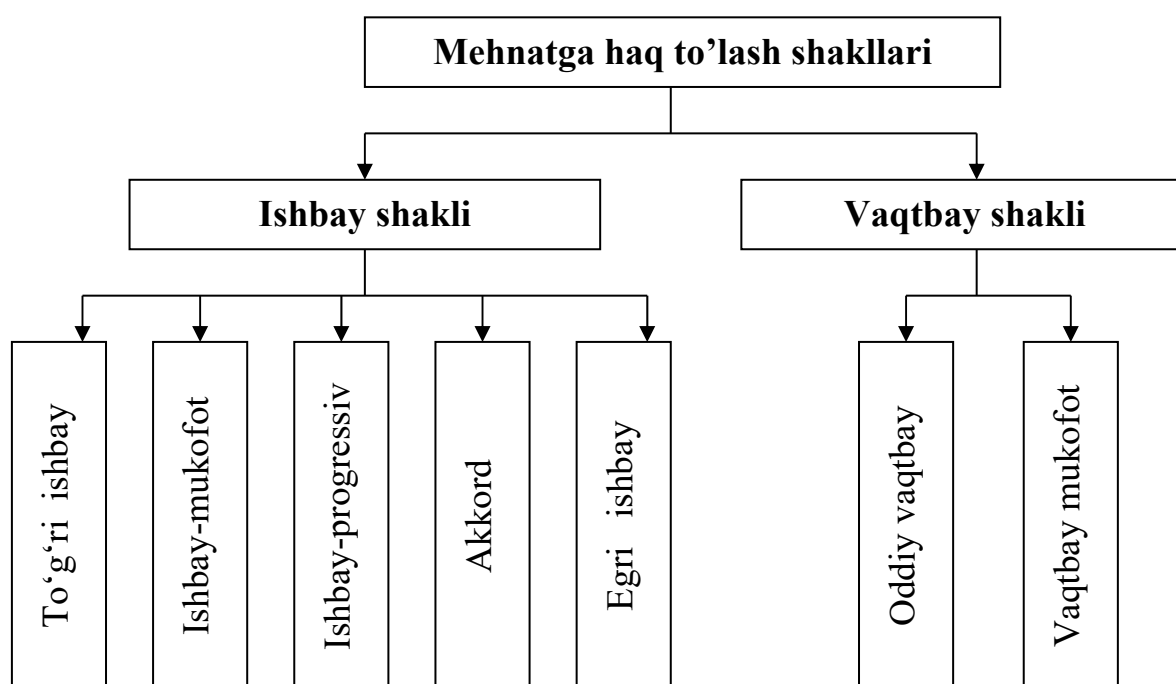 Mehnatga haq to’lash shakllari
Ishbay shakli
Vaqtbay shakli
To‘g‘ri ishbay
Ishbay-mukofot
Ishbay-progressiv
Akkord
Egri ishbay
Oddiy vaqtbay
Vaqtbay mukofot